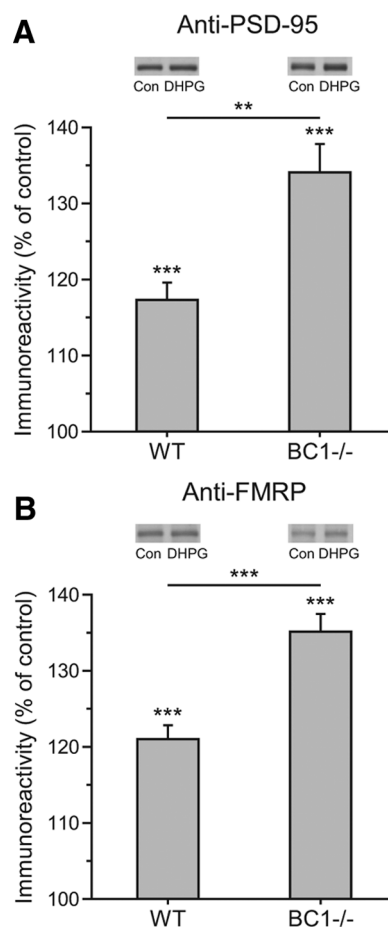 A
Anti-PSD-95
Con DHPG Con DHPG
**
*** ***
Immunoreactivity (% of control)
140
130
120
110
100
WT BC1-/-
B
Anti-FMRP
Con DHPG Con DHPG
***
*** ***
Immunoreactivity (% of control)
140
130
120
110
100
WT BC1-/-